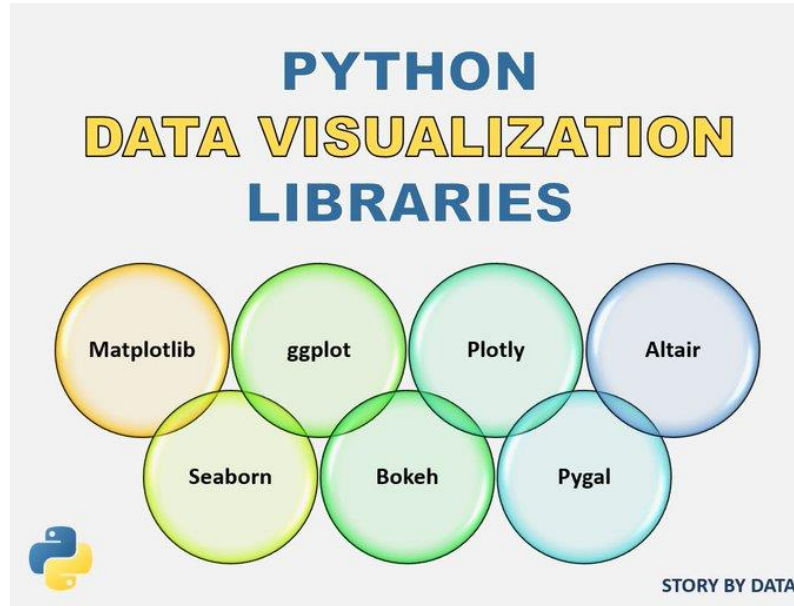 PYTHON
DATA VISUALIZATION
LIBRARIES
Matplotlib
ggplot
Plotly
Altair
Seaborn
Bokeh
Pygal
STORY BY DATA